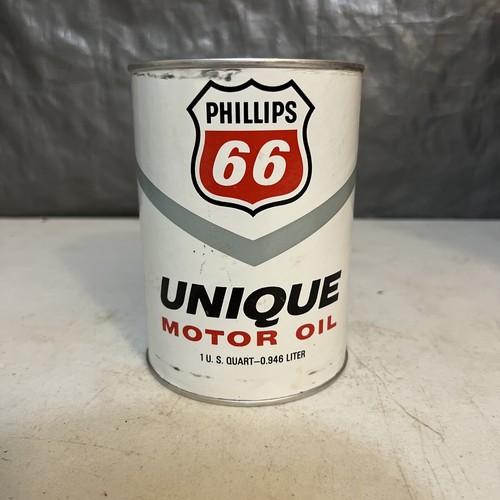 PHILLIPS
66
UNIQUE
MOTOR OIL
1 U. S. QUART–0.946 LITER